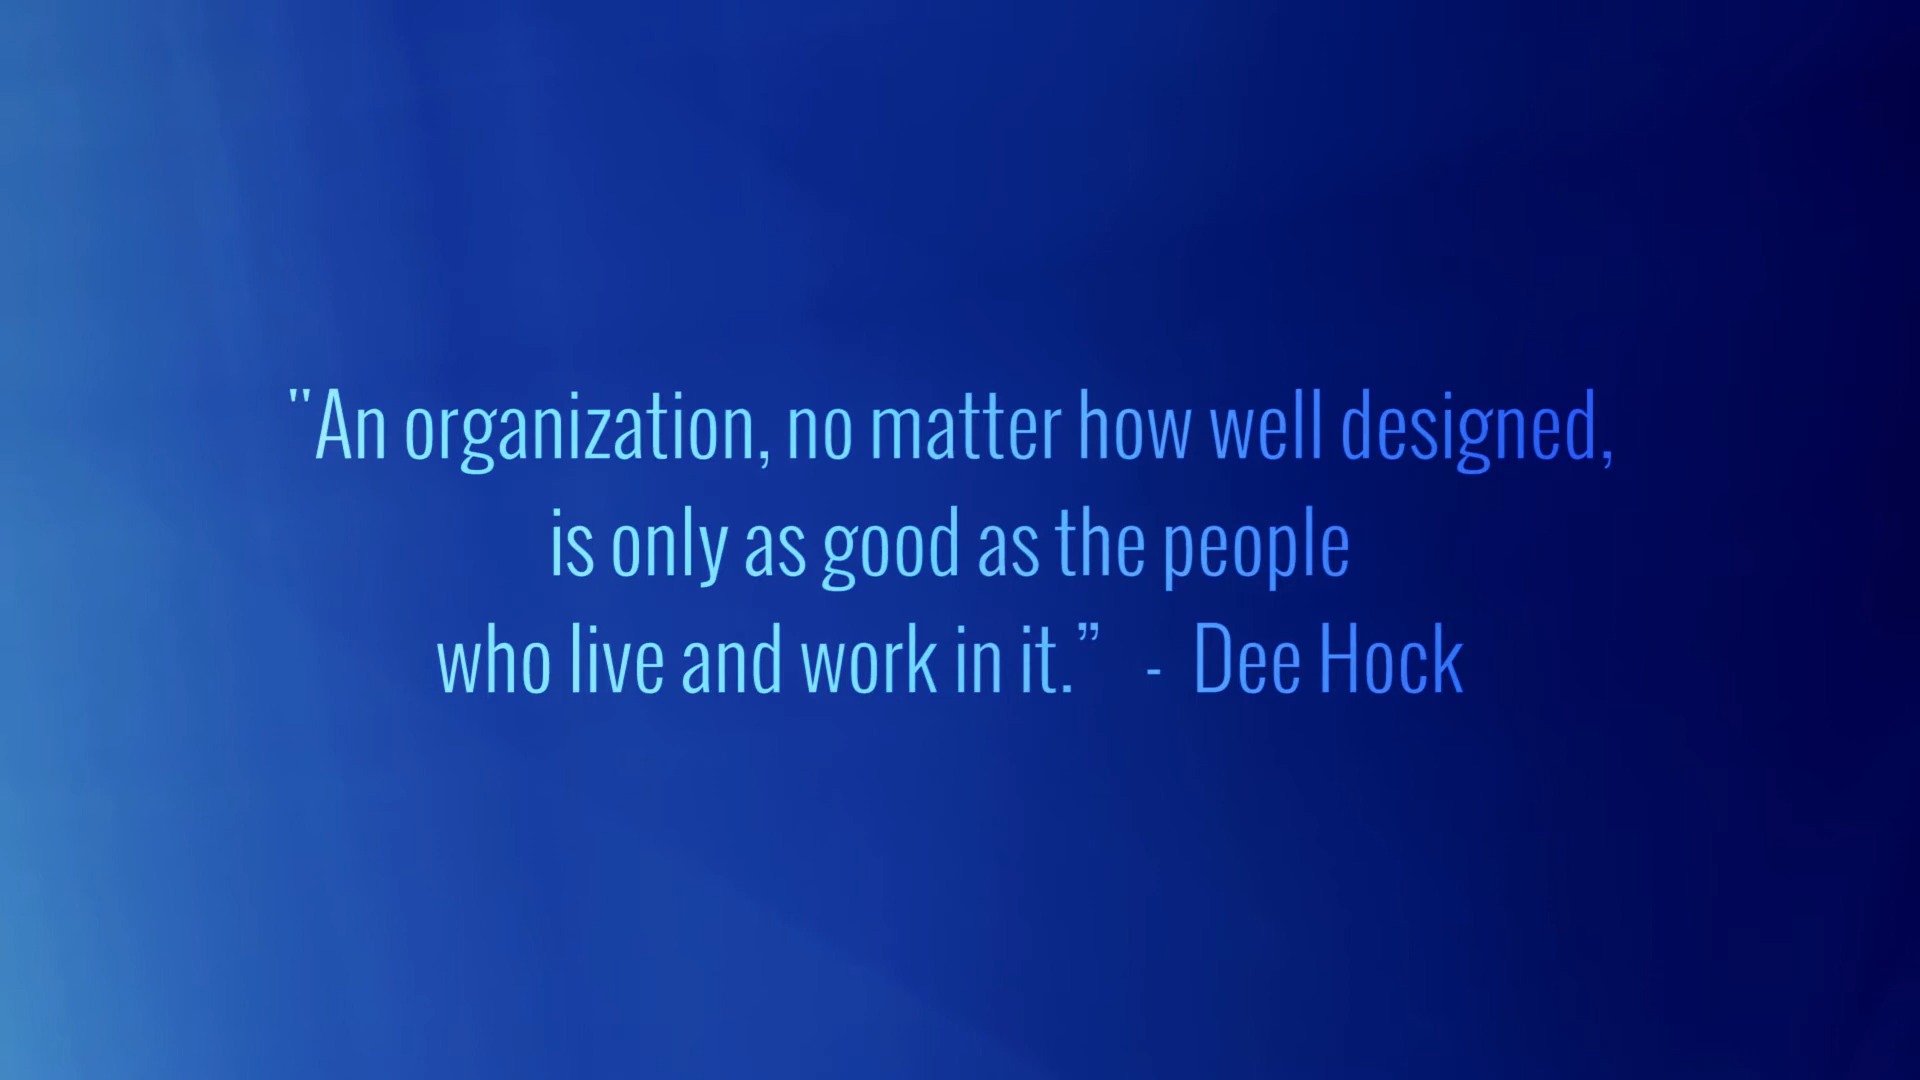 "An organization, no matter how well designed,
is only as good as the people
who live and work in it.” - Dee Hock